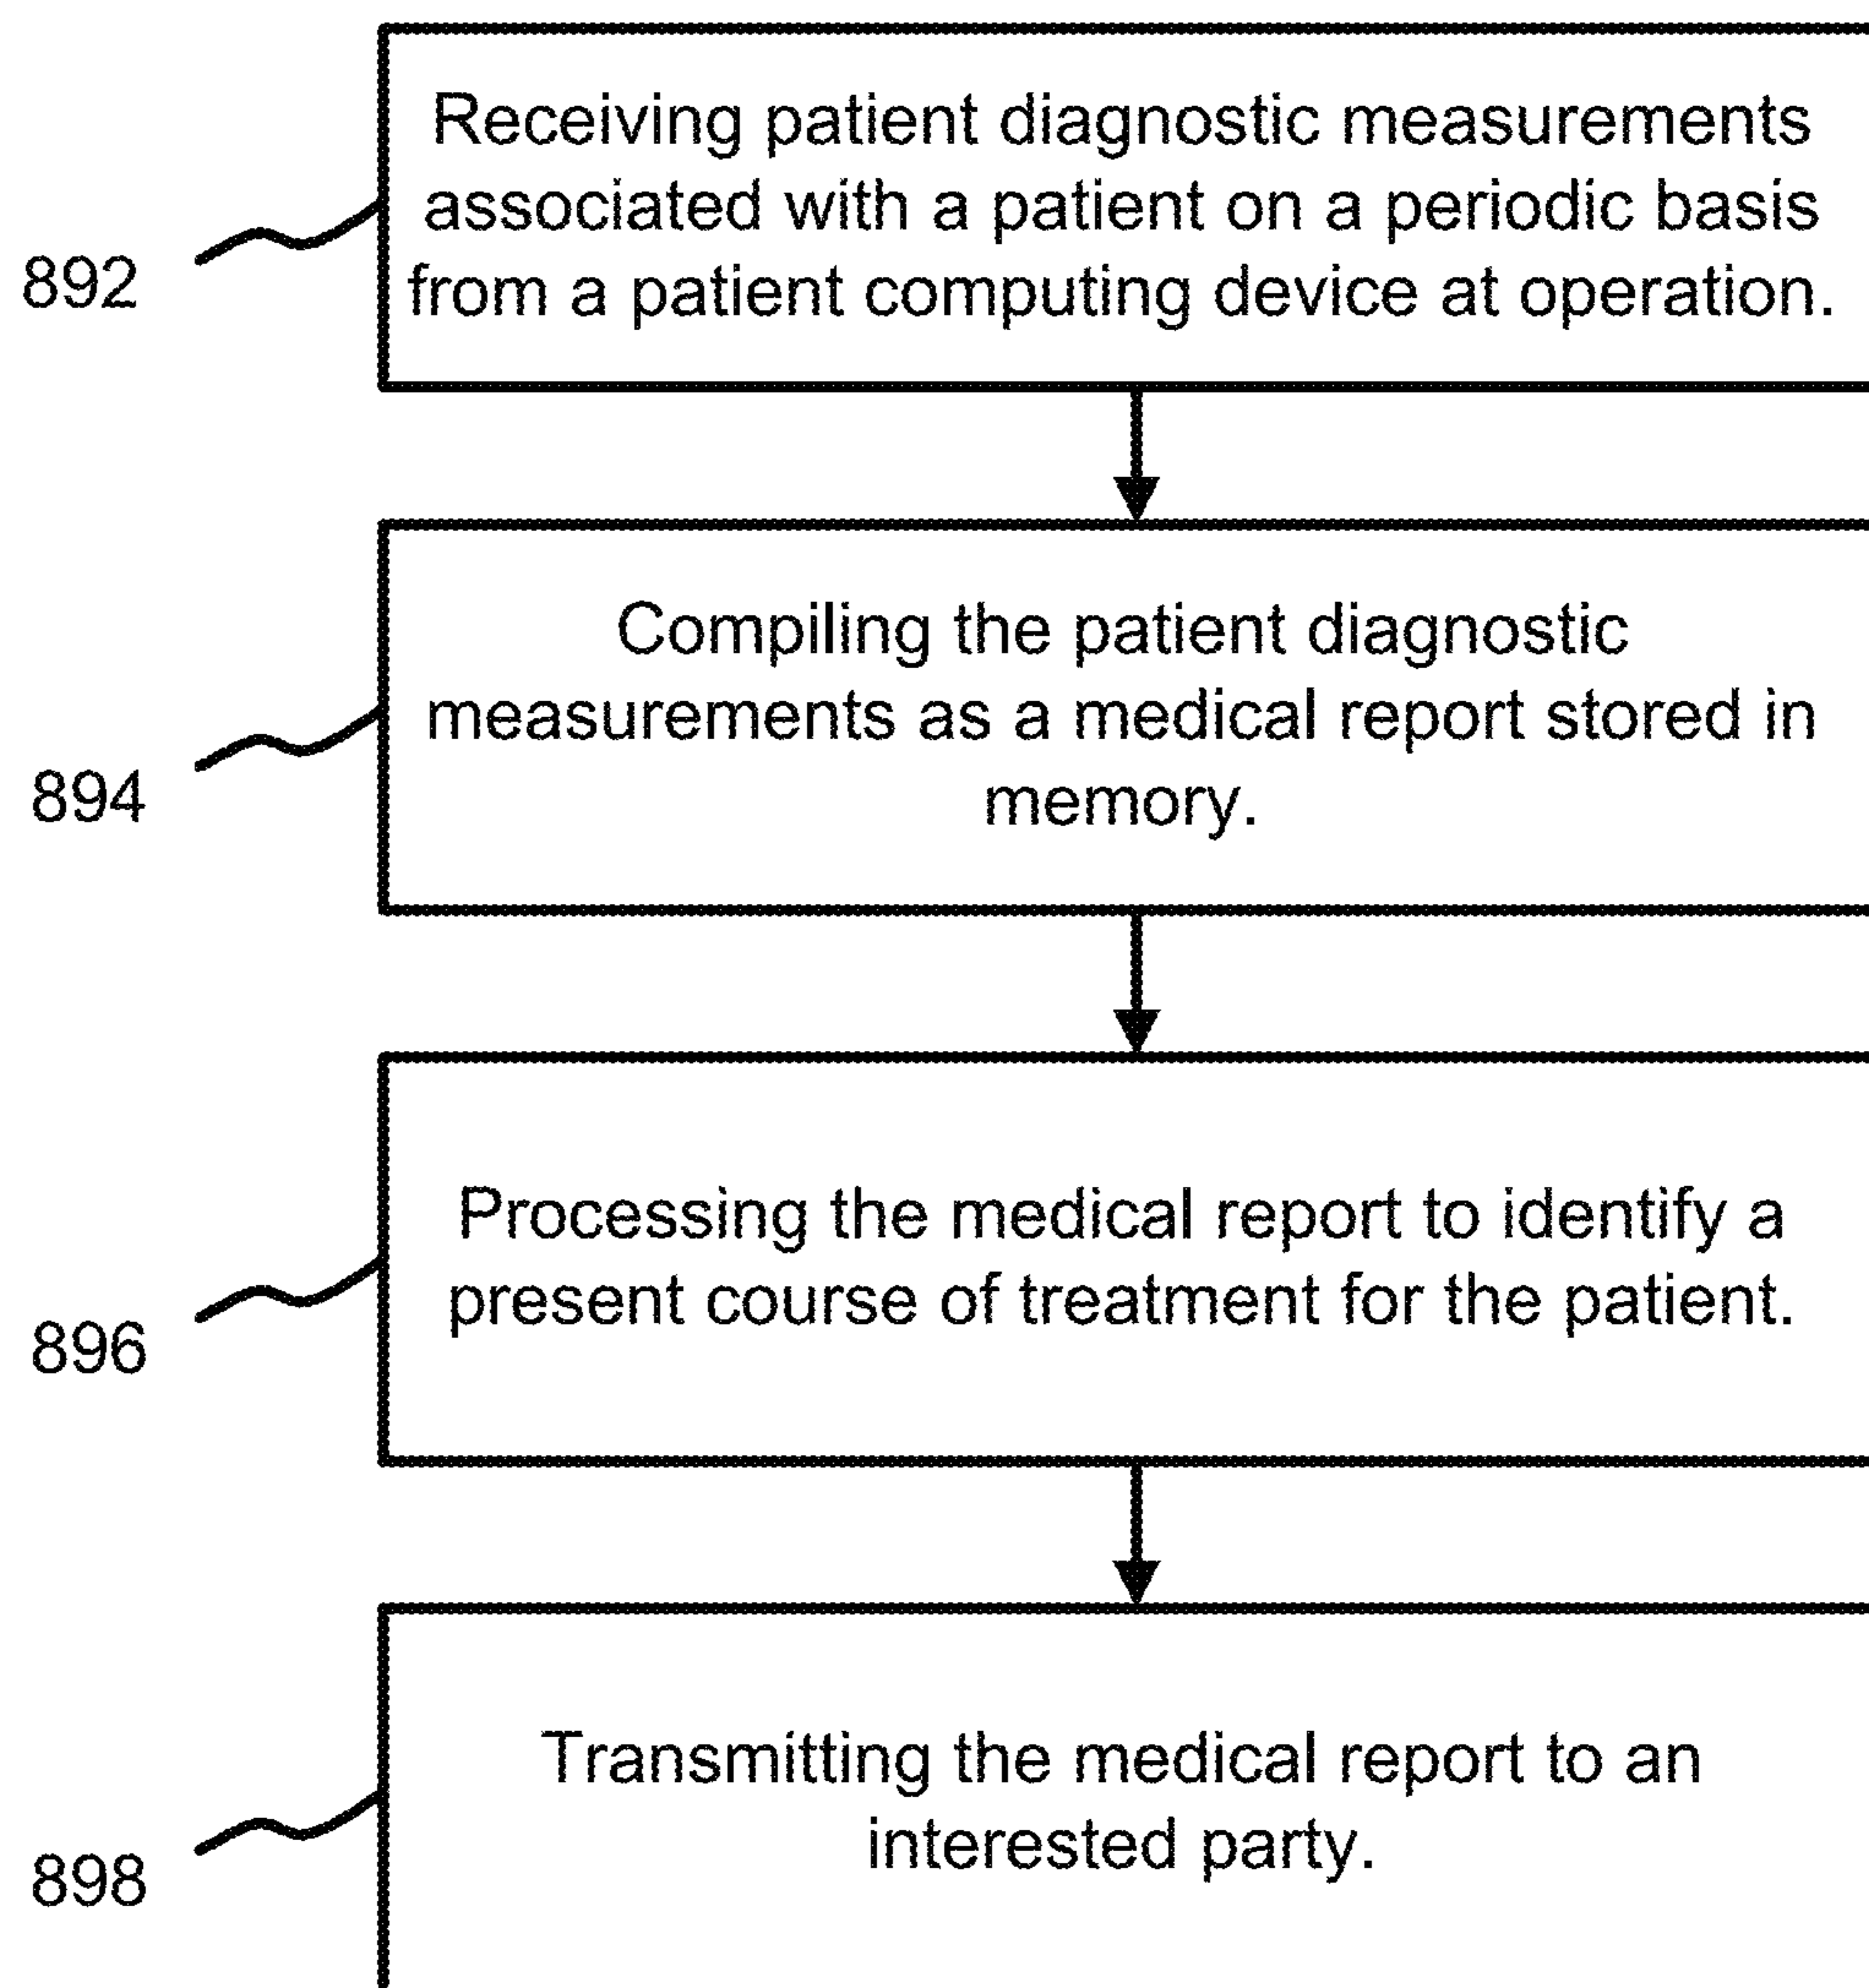 Receiving patient diagnostic measurements
associated with a patient on a periodic basis
from a patient computing device at operation.
892
Compiling the patient diagnostic
measurements as a medical report stored in
memory.
894
Processing the medical report to identify a
present course of treatment for the patient.
896
Transmitting the medical report to an
interested party.
898